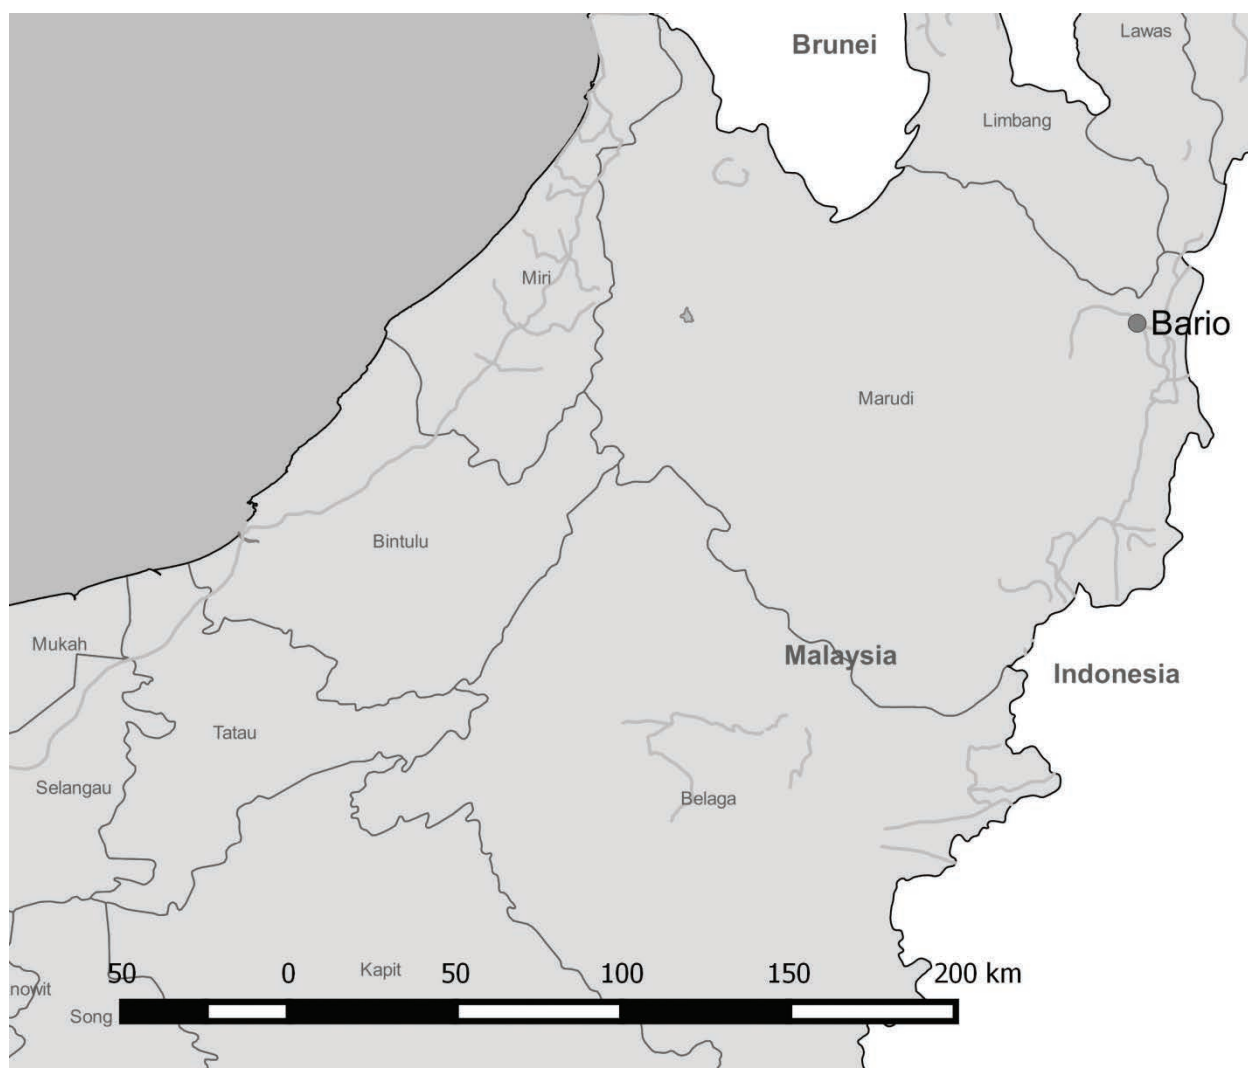 Lawas
Brunei
Limbang
Miri
Bario
Marudi
Bintulu
Mukah
Malaysia
Indonesia
Tatau
Selangau
Belaga
50 0 50 100 150 200 km
Kapit
nowit
Song